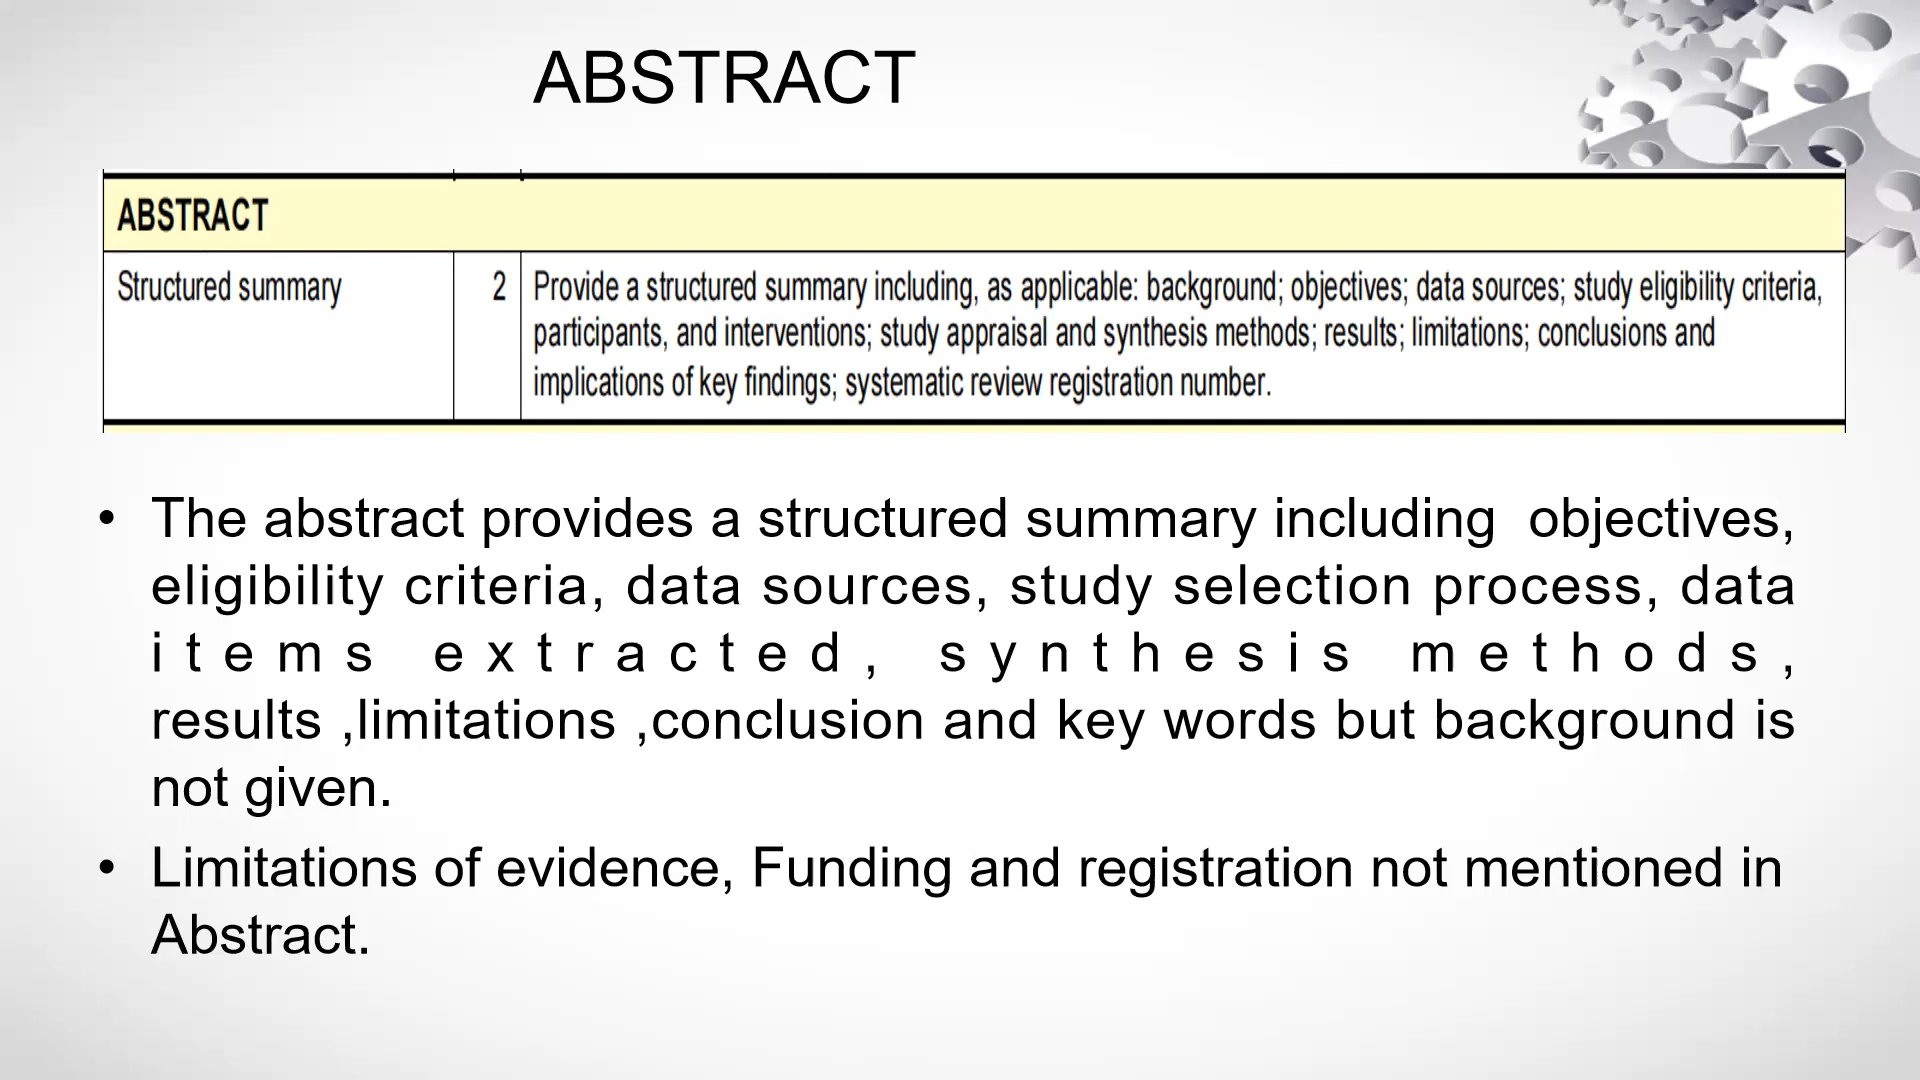 ABSTRACT
ABSTRACT
Structured summary 2 Provide a structured summary including, as applicable: background; objectives; data sources; study eligibility criteria,
participants, and interventions; study appraisal and synthesis methods; results; limitations; conclusions and
implications of key findings; systematic review registration number.
• The abstract provides a structured summary including  objectives,
eligibility criteria, data sources, study selection process, data
items extracted, synthesis methods,
results ,limitations ,conclusion and key words but background is
not given.
• Limitations of evidence, Funding and registration not mentioned in
Abstract.